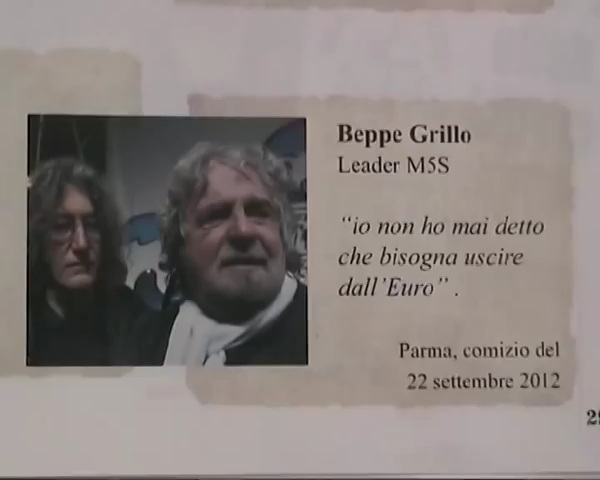 Beppe Grillo
Leader M5S
“io non ho mai detto
che bisogna uscire
dall'Euro” .
Parma, comizio del
22 settembre 2012